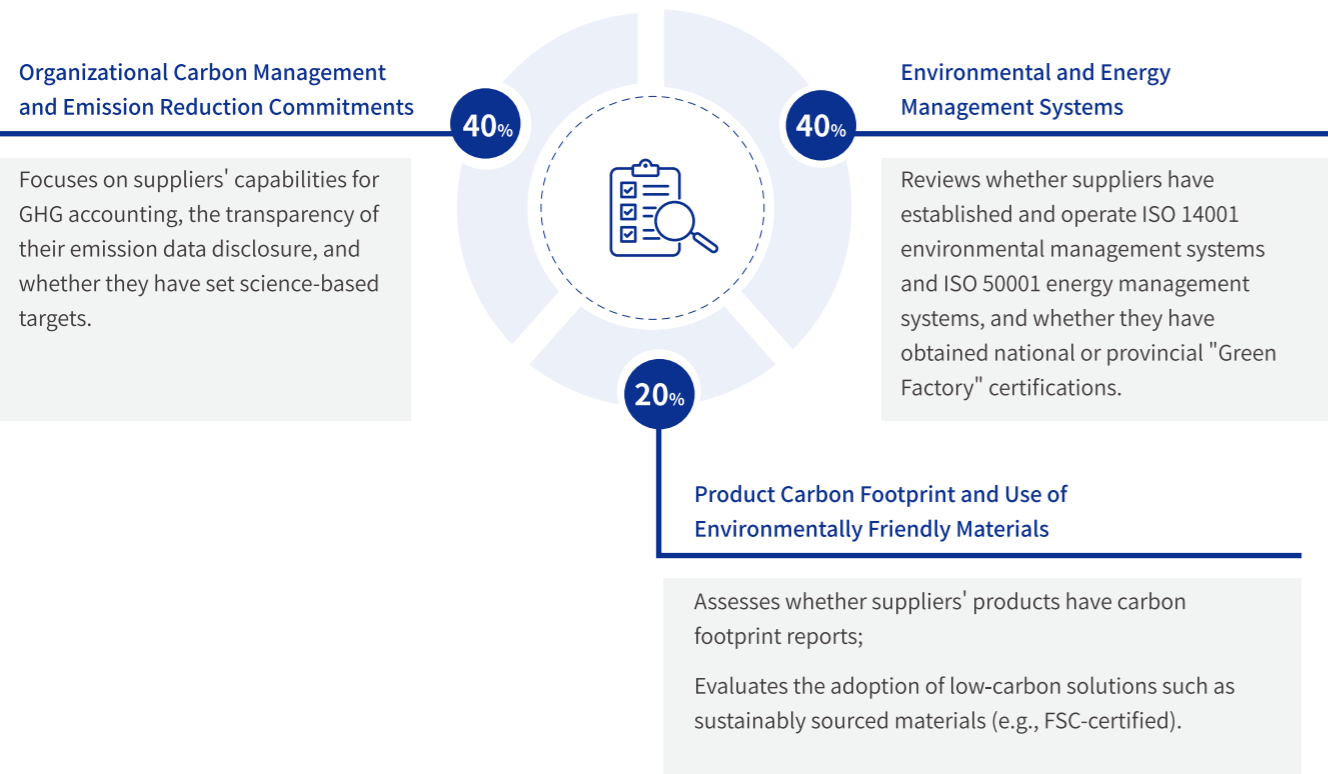 Organizational Carbon Management
and Emission Reduction Commitments
40%
Focuses on suppliers' capabilities for
GHG accounting, the transparency of
their emission data disclosure, and
whether they have set science-based
targets.
Environmental and Energy
Management Systems
40%
Reviews whether suppliers have
established and operate ISO 14001
environmental management systems
and ISO 50001 energy management
systems, and whether they have
obtained national or provincial "Green
Factory" certifications.
20%
Product Carbon Footprint and Use of
Environmentally Friendly Materials
Assesses whether suppliers' products have carbon
footprint reports;
Evaluates the adoption of low-carbon solutions such as
sustainably sourced materials (e.g., FSC-certified).